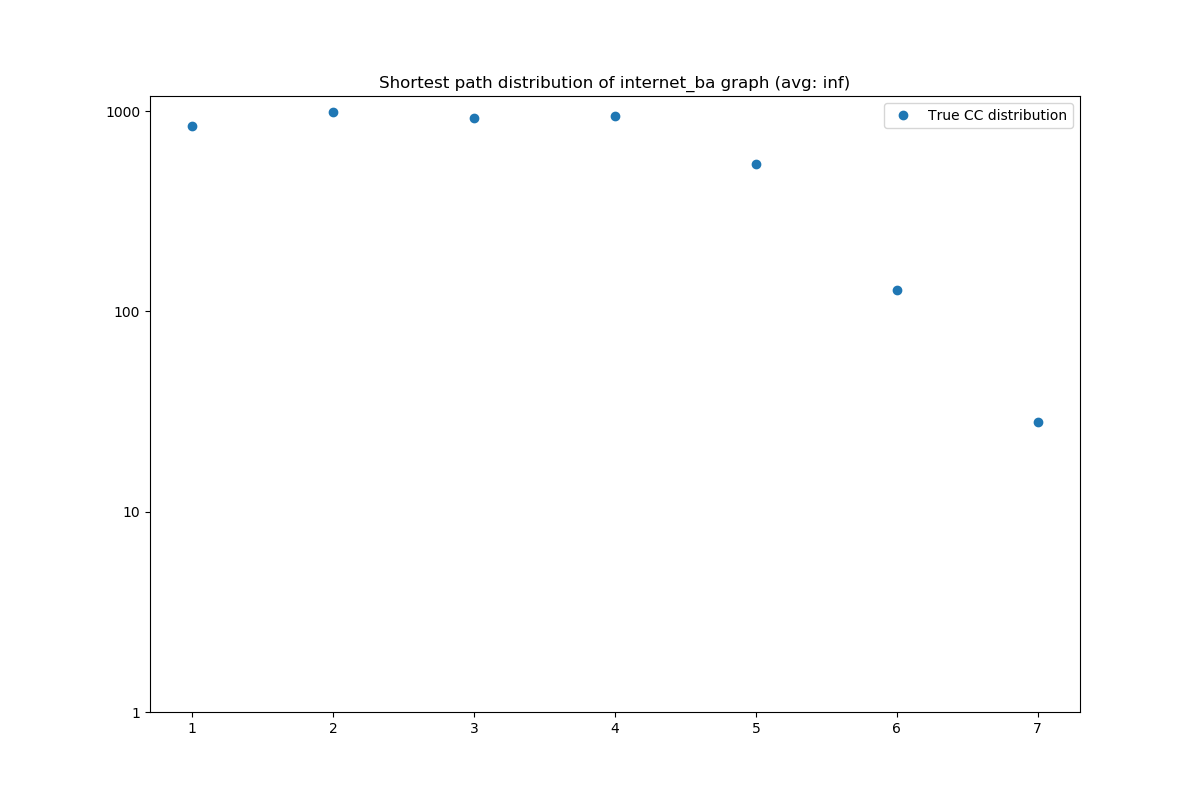 Shortest path distribution of internet_ba graph (avg: inf)
True CC distribution
1000
100
10
1
1 2 3 4 5 6 7